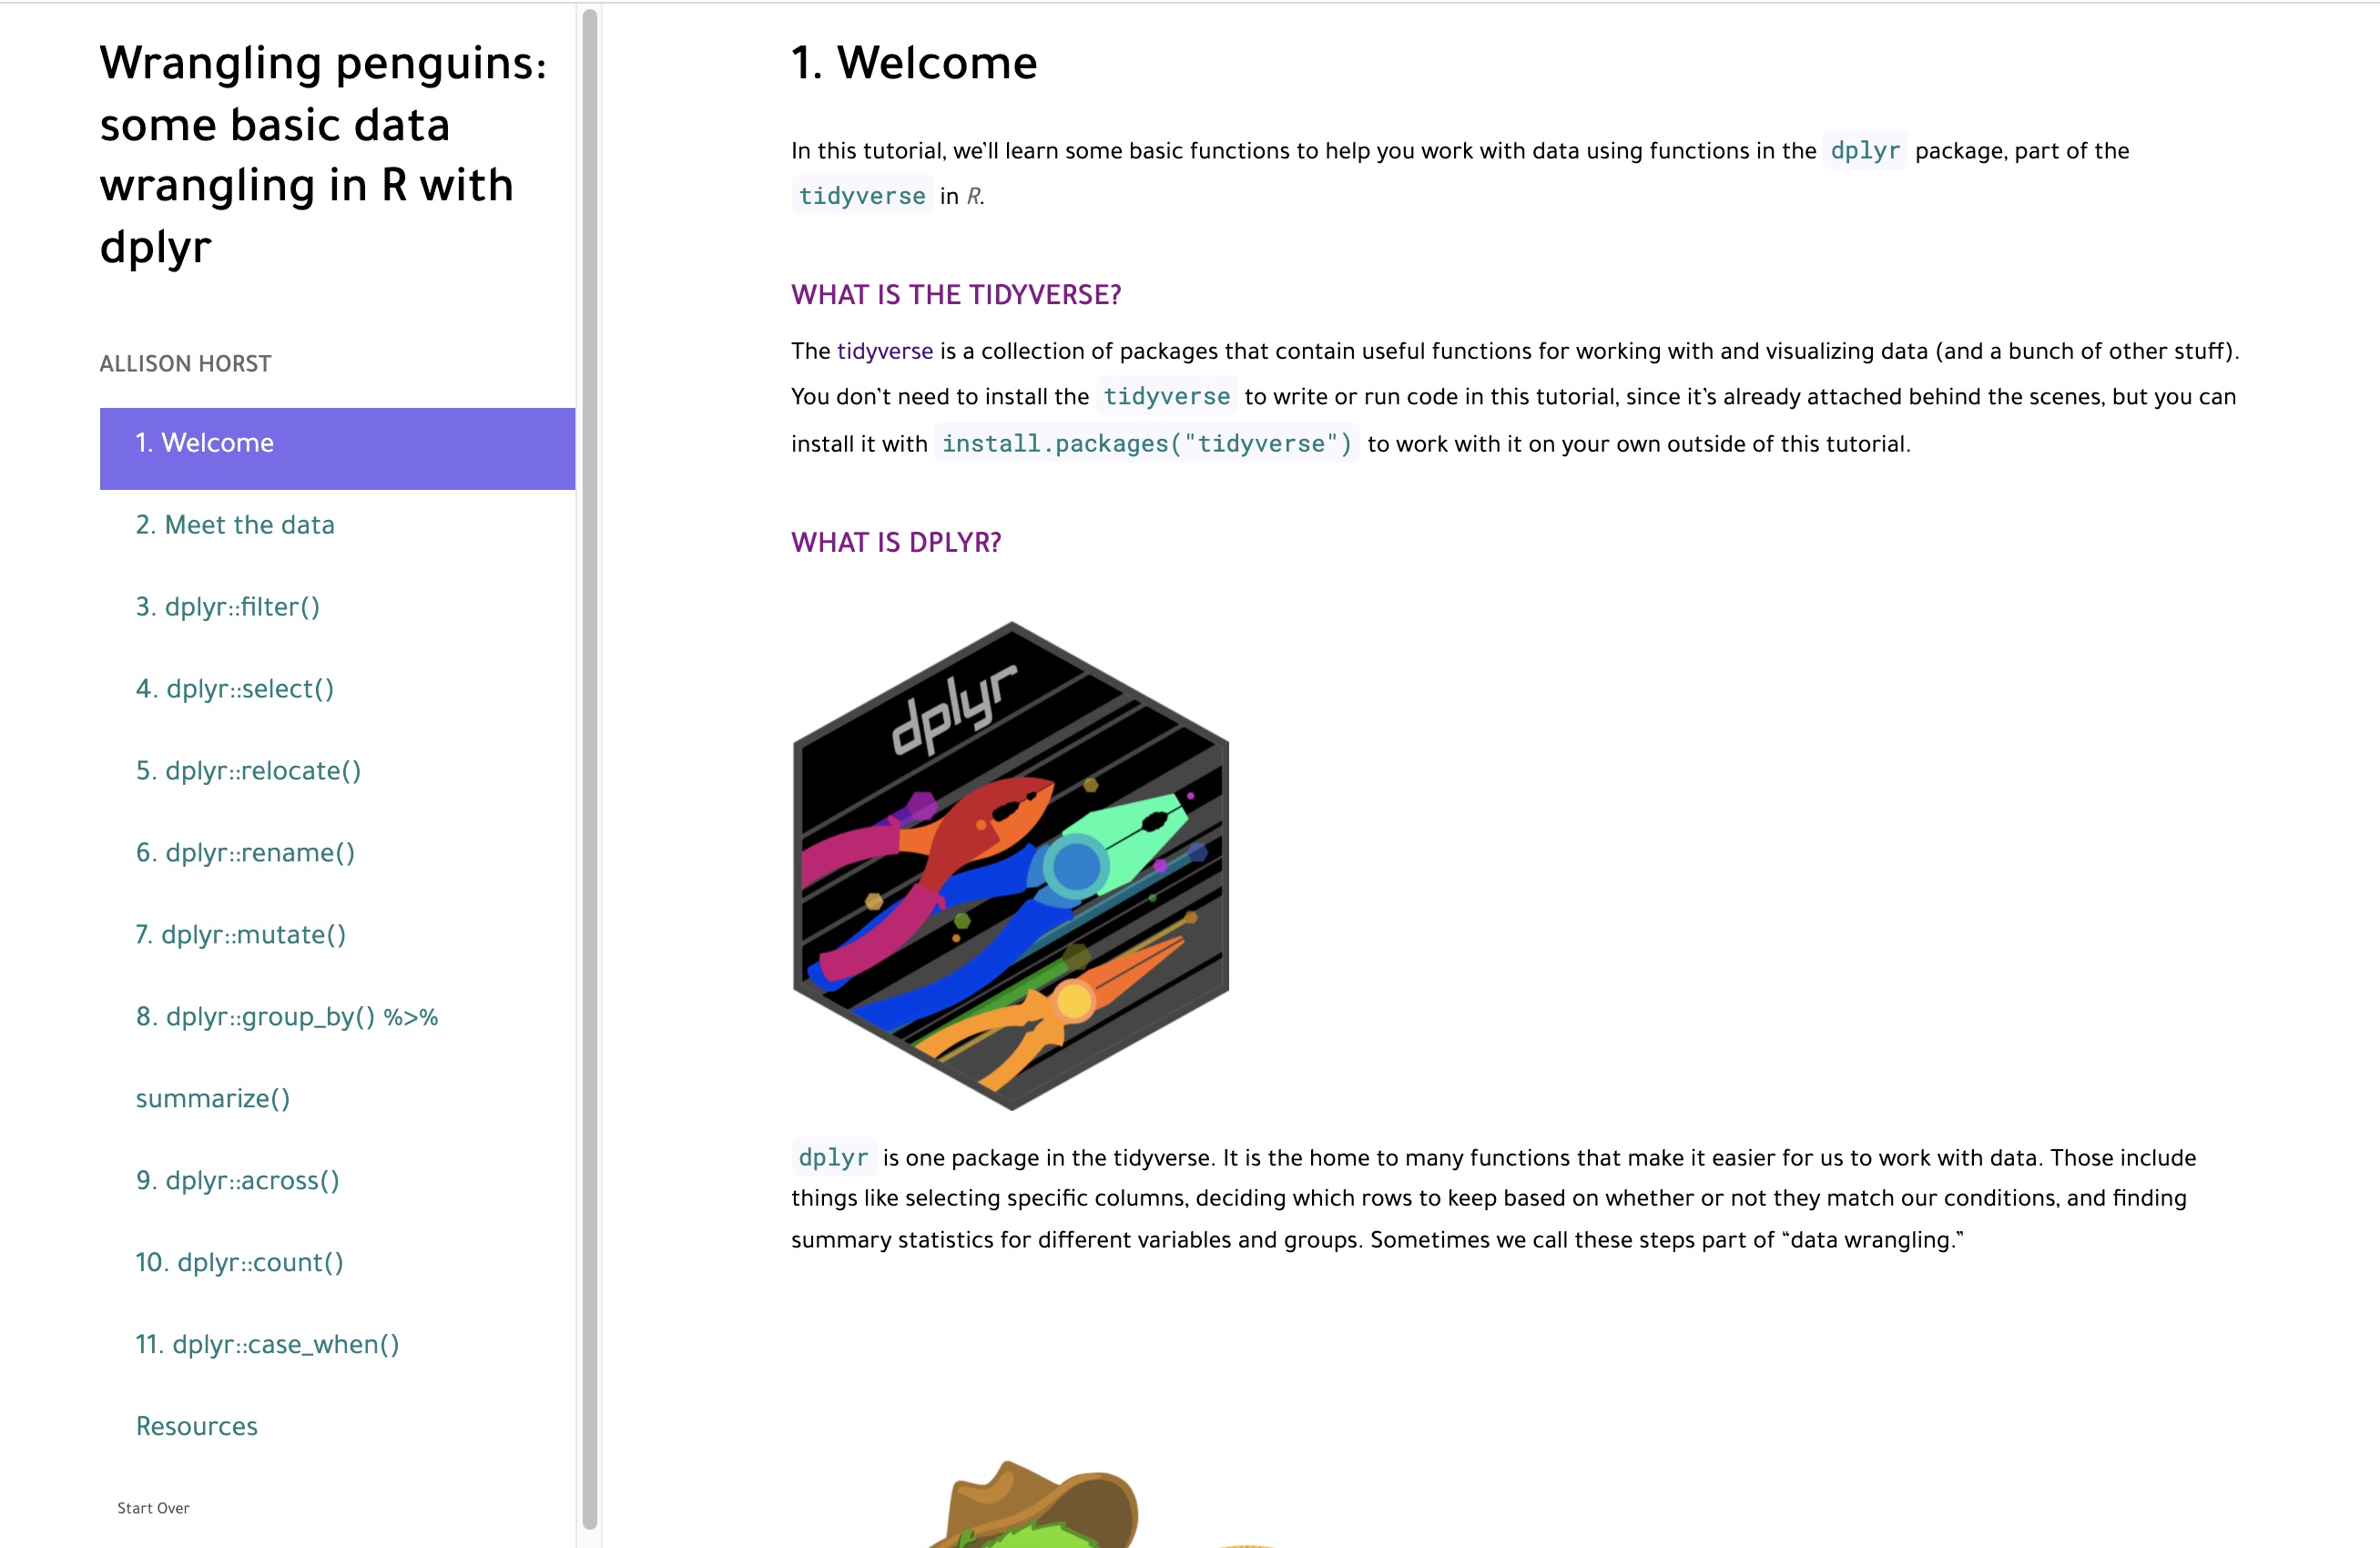 Wrangling penguins:
some basic data
wrangling in R with
dplyr
ALLISON HORST
1. Welcome
2. Meet the data
3. dplyr::filter()
4. dplyr::select()
5. dplyr::relocate()
6. dplyr::rename()
7. dplyr::mutate()
8. dplyr::group_by() %>%
summarize()
9. dplyr::across()
10. dplyr::count()
11. dplyr::case_when()
Resources
Start Over
1. Welcome
In this tutorial, we’ll learn some basic functions to help you work with data using functions in the dplyr package, part of the
tidyverse in R.
WHAT IS THE TIDYVERSE?
The tidyverse is a collection of packages that contain useful functions for working with and visualizing data (and a bunch of other stuff).
You don’t need to install the tidyverse to write or run code in this tutorial, since it’s already attached behind the scenes, but you can
install it with install.packages("tidyverse") to work with it on your own outside of this tutorial.
WHAT IS DPLYR?
dplyr
dplyr is one package in the tidyverse. It is the home to many functions that make it easier for us to work with data. Those include
things like selecting specific columns, deciding which rows to keep based on whether or not they match our conditions, and finding
summary statistics for different variables and groups. Sometimes we call these steps part of “data wrangling.”